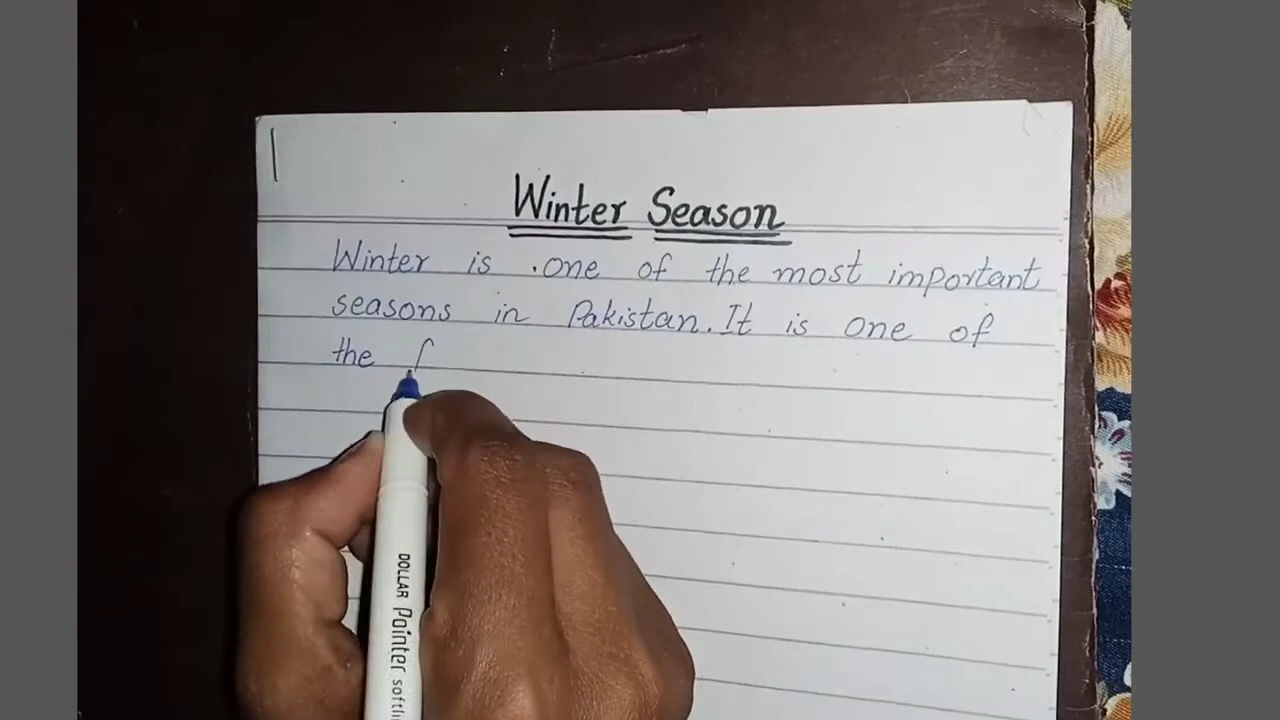 Winter Season
Winter is one of the most important
seasons in Pakistan. It is one of
the f
DOLLAR Pointer softli